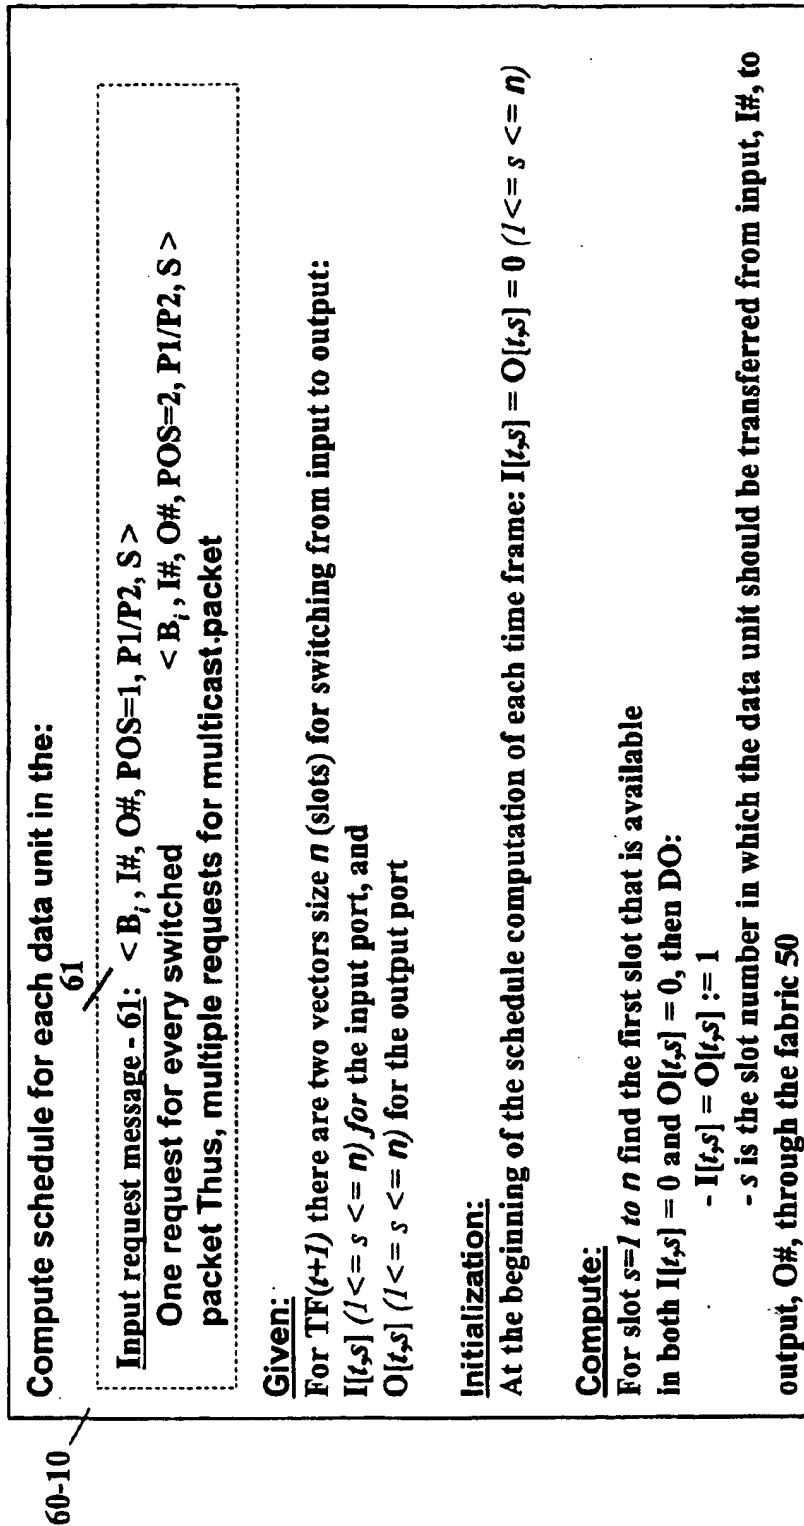 60-10
Compute schedule for each data unit in the:
61
Input request message - 61: < B_i , I#, O#, POS=1, P1/P2, S >
One request for every switched < B_i , I#, O#, POS=2, P1/P2, S >
packet Thus, multiple requests for multicast.packet
Given:
For TF(t+1) there are two vectors size n (slots) for switching from input to output:
I[t,s] (1<= s <= n) for the input port, and
O[t,s] (1<= s <= n) for the output port
Initialization:
At the beginning of the schedule computation of each time frame: I[t,s] = O[t,s] = 0 (1<= s <= n)
Compute:
For slot s=1 to n find the first slot that is available
in both I[t,s] = 0 and O[t,s] = 0, then DO:
- I[t,s] = O[t,s] := 1
- s is the slot number in which the data unit should be transferred from input, I#, to
output, O#, through the fabric 50